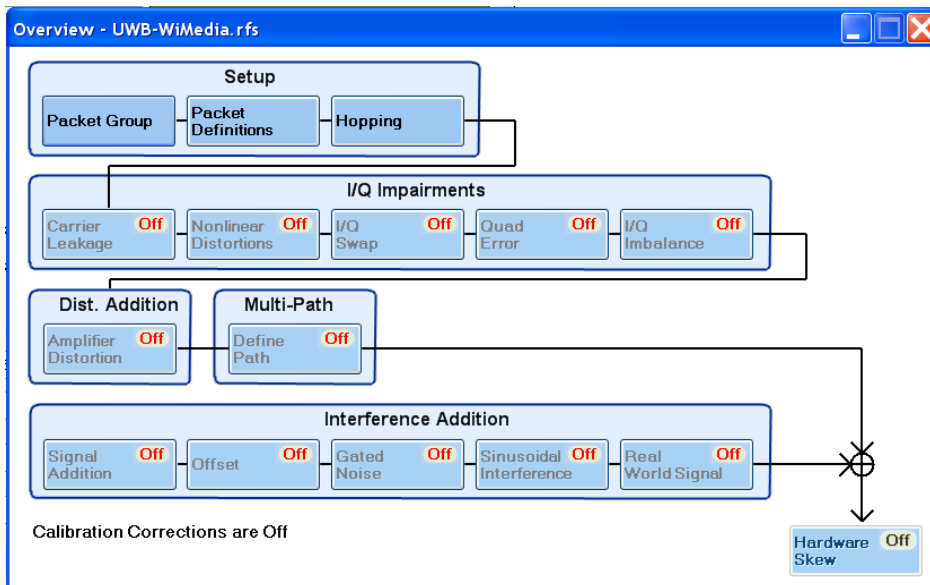 Overview - UWB-WiMedia.rfs
Setup
Packet Group
Packet
Definitions
Hopping
I/Q Impairments
Carrier
Leakage
Off
Nonlinear
Distortions
Off
I/Q
Swap
Off
Quad
Error
Off
I/Q
Imbalance
Off
Dist. Addition
Multi-Path
Amplifier
Distortion
Off
Define
Path
Off
Interference Addition
Signal
Addition
Off
Offset
Off
Gated
Noise
Off
Sinusoidal
Interference
Off
Real
World Signal
Off
Calibration Corrections are Off
Hardware
Skew
Off